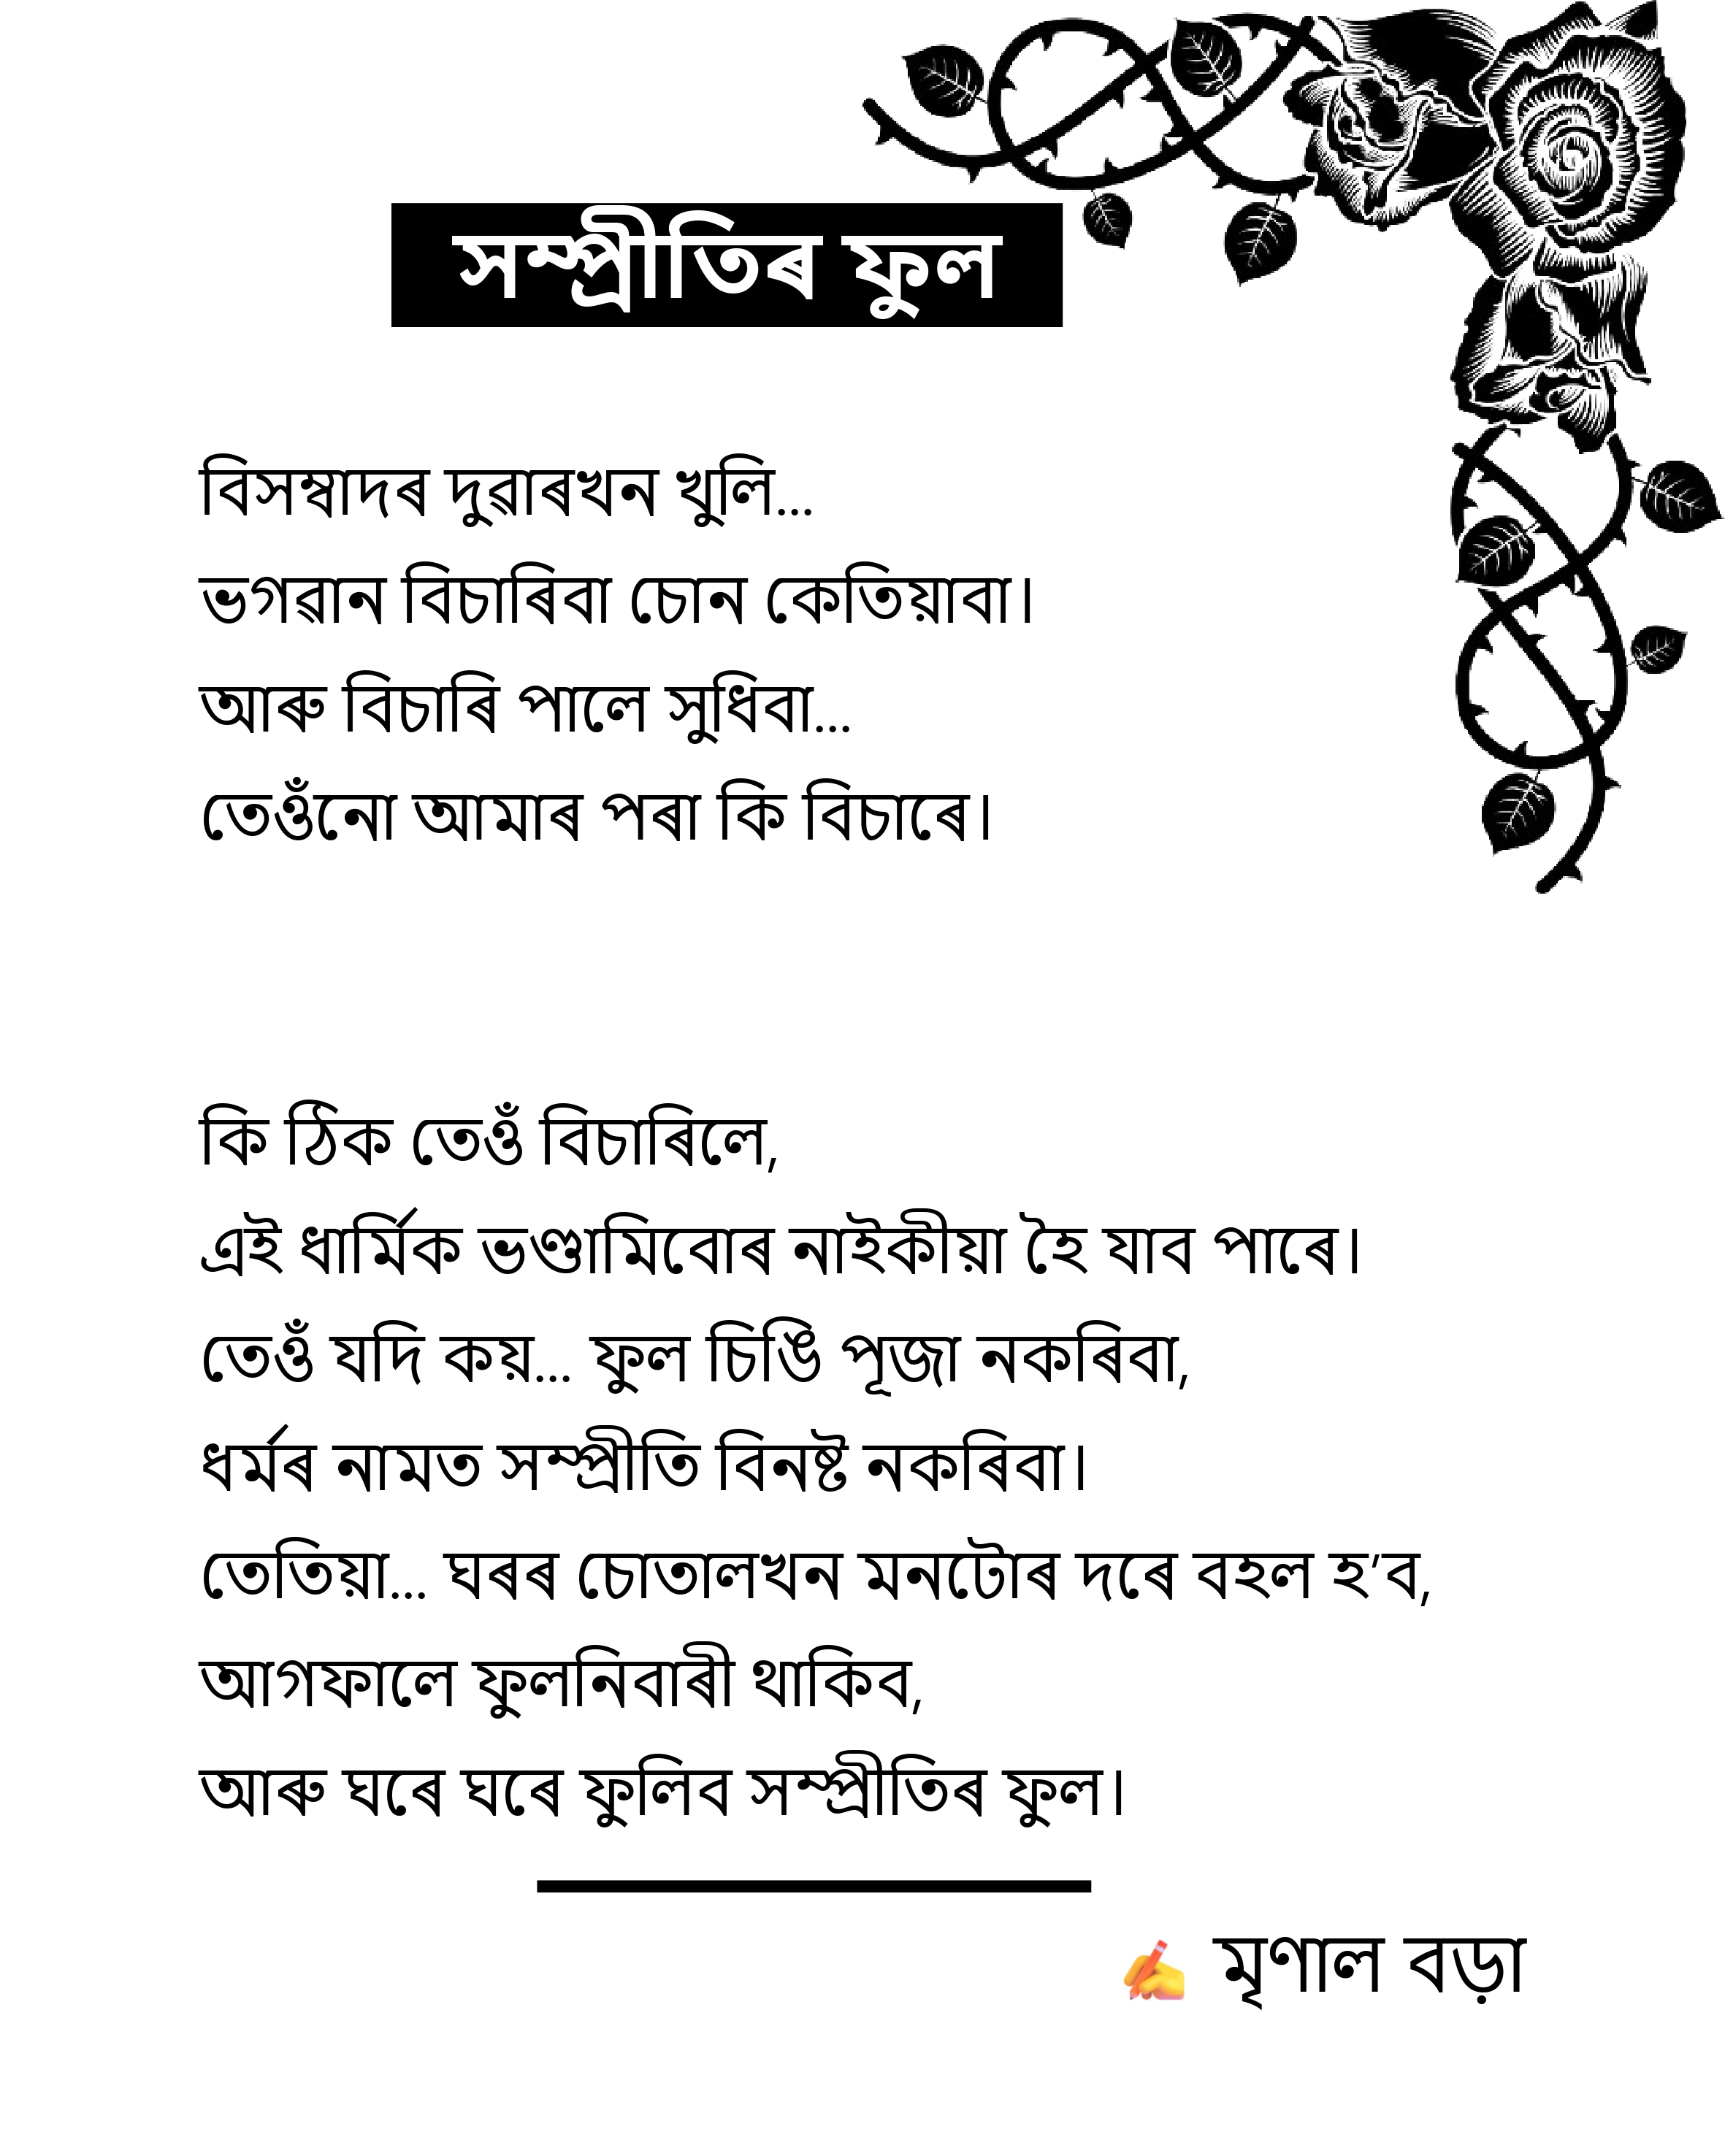 সম্প্ৰীতিৰ ফুল
বিসম্বাদৰ দুৱাৰখন খুলি...
ভগৱান বিচাৰিবা চোন কেতিয়াবা।
আৰু বিচাৰি পালে সুধিবা...
তেওঁনো আমাৰ পৰা কি বিচাৰে।
কি ঠিক তেওঁ বিচাৰিলে,
এই ধাৰ্মিক ভণ্ডামিবোৰ নাইকীয়া হৈ যাব পাৰে।
তেওঁ যদি কয়... ফুল চিঙি পূজা নকৰিবা,
ধৰ্মৰ নামত সম্প্ৰীতি বিনষ্ট নকৰিবা।
তেতিয়া... ঘৰৰ চোতালখন মনটোৰ দৰে বহল হ’ব,
আগফালে ফুলনিবাৰী থাকিব,
আৰু ঘৰে ঘৰে ফুলিব সম্প্ৰীতিৰ ফুল।
✍️ মৃণাল বড়া